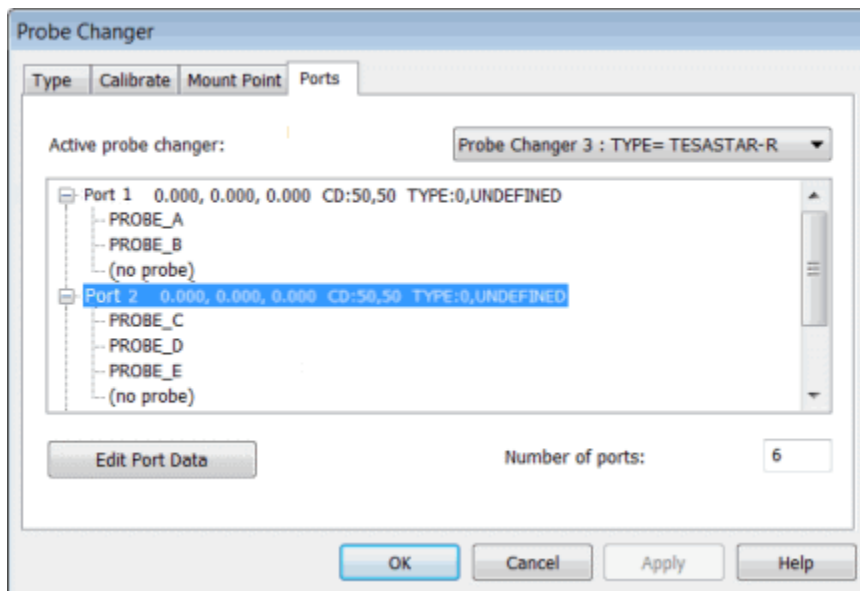 Probe Changer
Type Calibrate Mount Point Ports
Active probe changer: Probe Changer 3 : TYPE= TESASTAR-R
Port 1 0.000, 0.000, 0.000 CD:50,50 TYPE:0,UNDEFINED
PROBE_A
PROBE_B
(no probe)
Port 2 0.000, 0.000, 0.000 CD:50,50 TYPE:0,UNDEFINED
PROBE_C
PROBE_D
PROBE_E
(no probe)
Edit Port Data Number of ports: 6
OK Cancel Apply Help